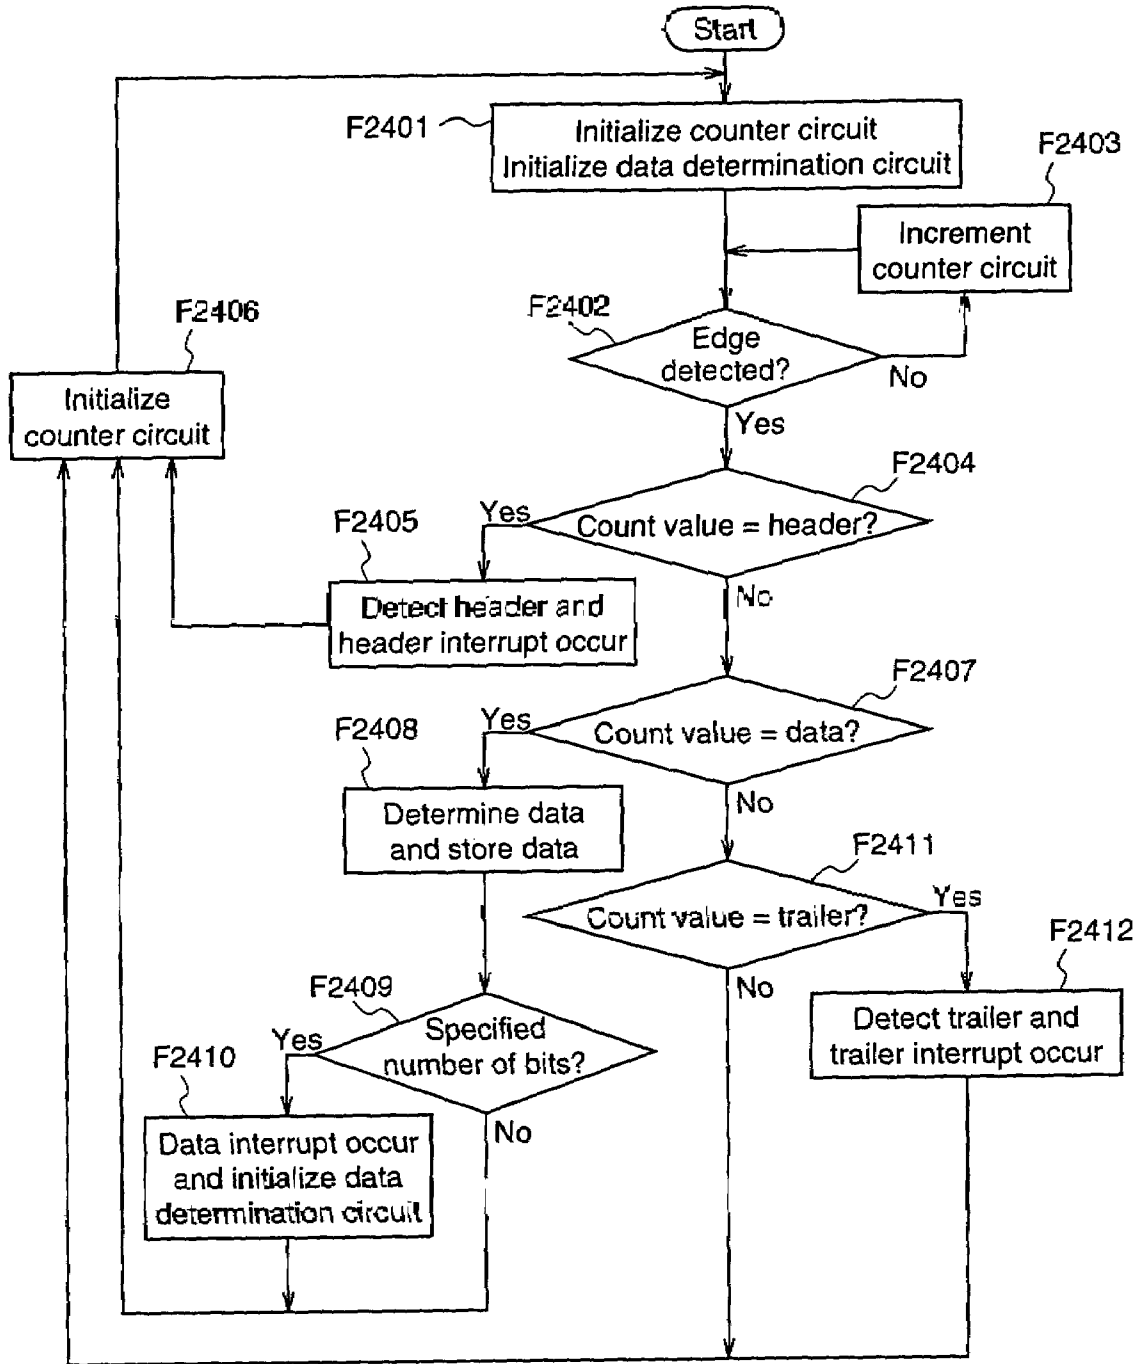 Start
F2401
Initialize counter circuit
Initialize data determination circuit
F2403
Increment
counter circuit
F2402
Edge
detected?
No
Yes
F2406
Initialize
counter circuit
F2404
Count value = header?
Yes
No
F2405
Detect header and
header interrupt occur
F2407
Count value = data?
Yes
No
F2408
Determine data
and store data
F2411
Count value = trailer?
Yes
No
F2412
Detect trailer and
trailer interrupt occur
F2409
Specified
number of bits?
Yes
No
F2410
Data interrupt occur
and initialize data
determination circuit